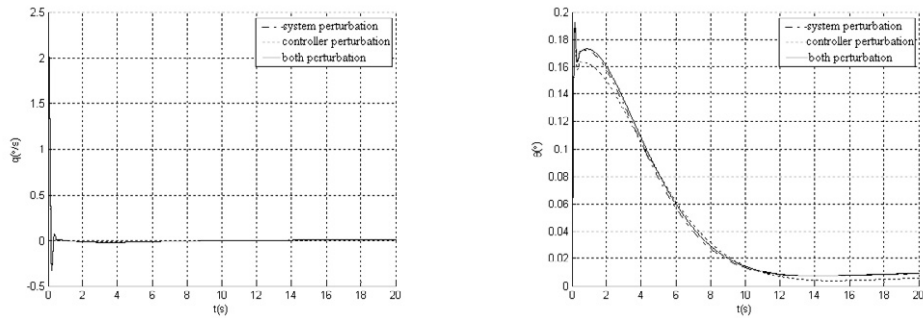 2.5
2
1.5
1
0.5
0
-0.5
q(°/s)
0 2 4 6 8 10 12 14 16 18 20
t(s)
system perturbation
controller perturbation
both perturbation
0.2
0.18
0.16
0.14
0.12
0.1
0.08
0.06
0.04
0.02
0
θ(°)
0 2 4 6 8 10 12 14 16 18 20
t(s)
system perturbation
controller perturbation
both perturbation